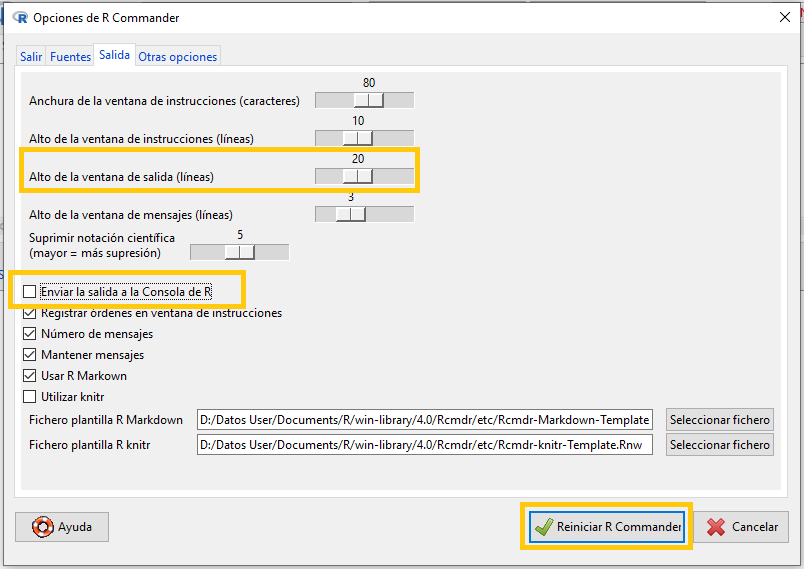 Opciones de R Commander
Salir Fuentes Salida Otras opciones
80
Anchura de la ventana de instrucciones (caracteres)
10
Alto de la ventana de instrucciones (líneas)
20
Alto de la ventana de salida (líneas)
3
Alto de la ventana de mensajes (líneas)
5
Suprimir notación científica
(mayor = más supresión)
Enviar la salida a la Consola de R
Registrar órdenes en ventana de instrucciones
Número de mensajes
Mantener mensajes
Usar R Markown
Utilizar knitr
Fichero plantilla R Markdown D:/Datos User/Documents/R/win-library/4.0/Rcmdr/etc/Rcmdr-Markdown-Template Seleccionar fichero
Fichero plantilla R knitr D:/Datos User/Documents/R/win-library/4.0/Rcmdr/etc/Rcmdr-knitr-Template.Rnw Seleccionar fichero
Ayuda Reiniciar R Commander Cancelar